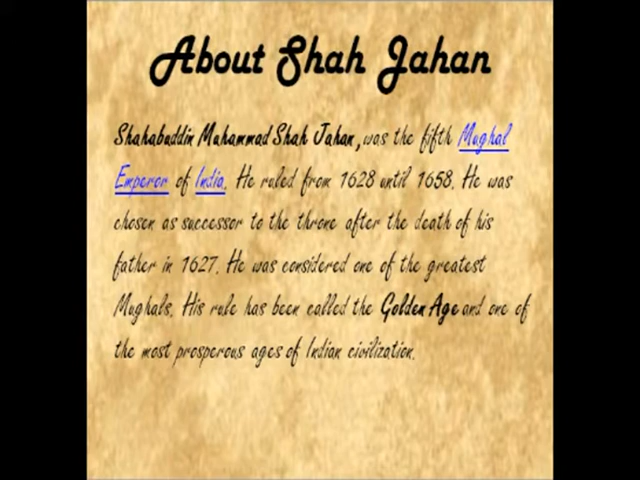 About Shah Jahan
Shahabuddin Muhammad Shah Jahan, was the fifth Mughal
Emperor of India. He ruled from 1628 until 1658. He was
chosen as successor to the throne after the death of his
father in 1627. He was considered one of the greatest
Mughals. His rule has been called the Golden Age and one of
the most prosperous ages of Indian civilization.